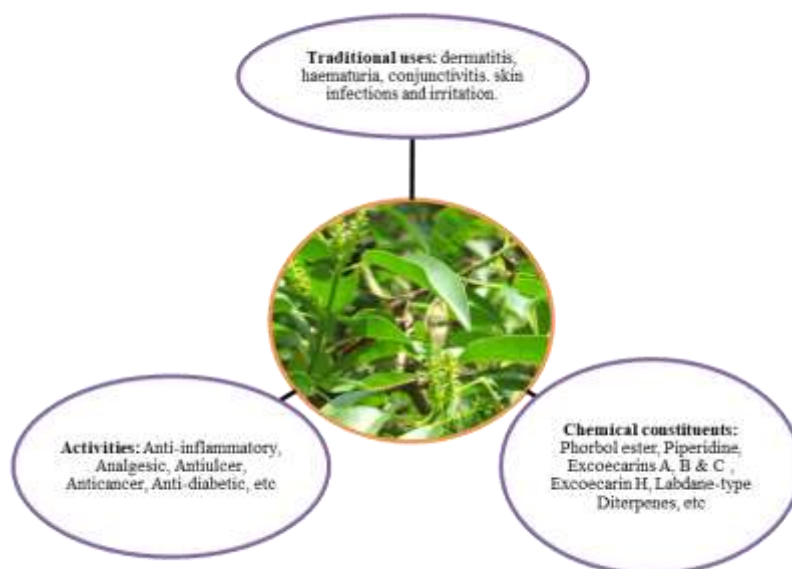 Traditional uses: dermatitis,
haematuria, conjunctivitis. skin
infections and irritation.
Activities: Anti-inflammatory,
Analgesic, Antiulcer,
Anticancer, Anti-diabetic, etc
Chemical constituents:
Phorbol ester, Piperidine,
Excoecarins A, B & C ,
Excoecarin H, Labdane-type
Diterpenes, etc